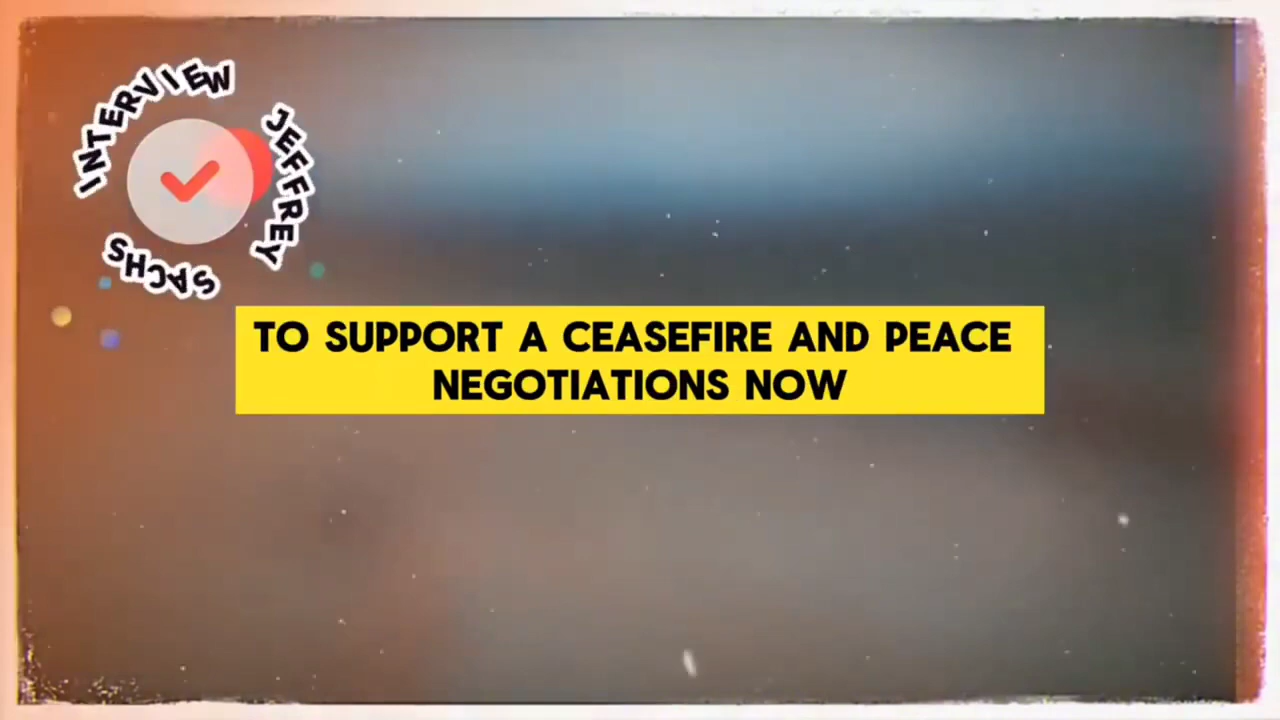 INTERVIEW JEFFREY SACHS
TO SUPPORT A CEASEFIRE AND PEACE
NEGOTIATIONS NOW